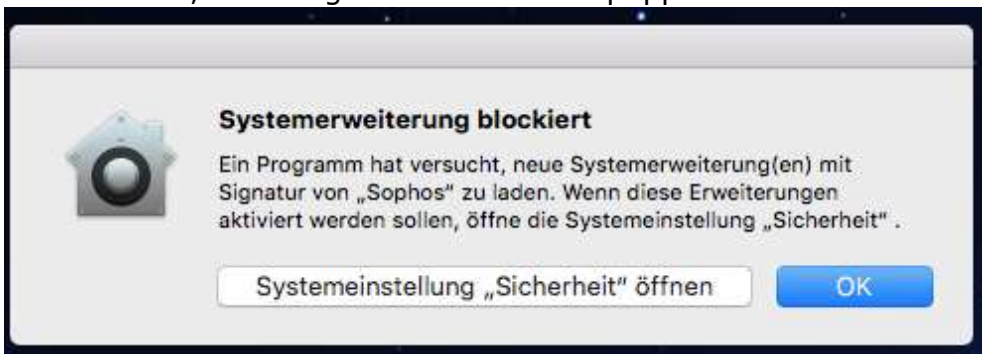 Systemerweiterung blockiert
Ein Programm hat versucht, neue Systemerweiterung(en) mit
Signatur von „Sophos“ zu laden. Wenn diese Erweiterungen
aktiviert werden sollen, öffne die Systemeinstellung „Sicherheit“ .
Systemeinstellung „Sicherheit“ öffnen
OK